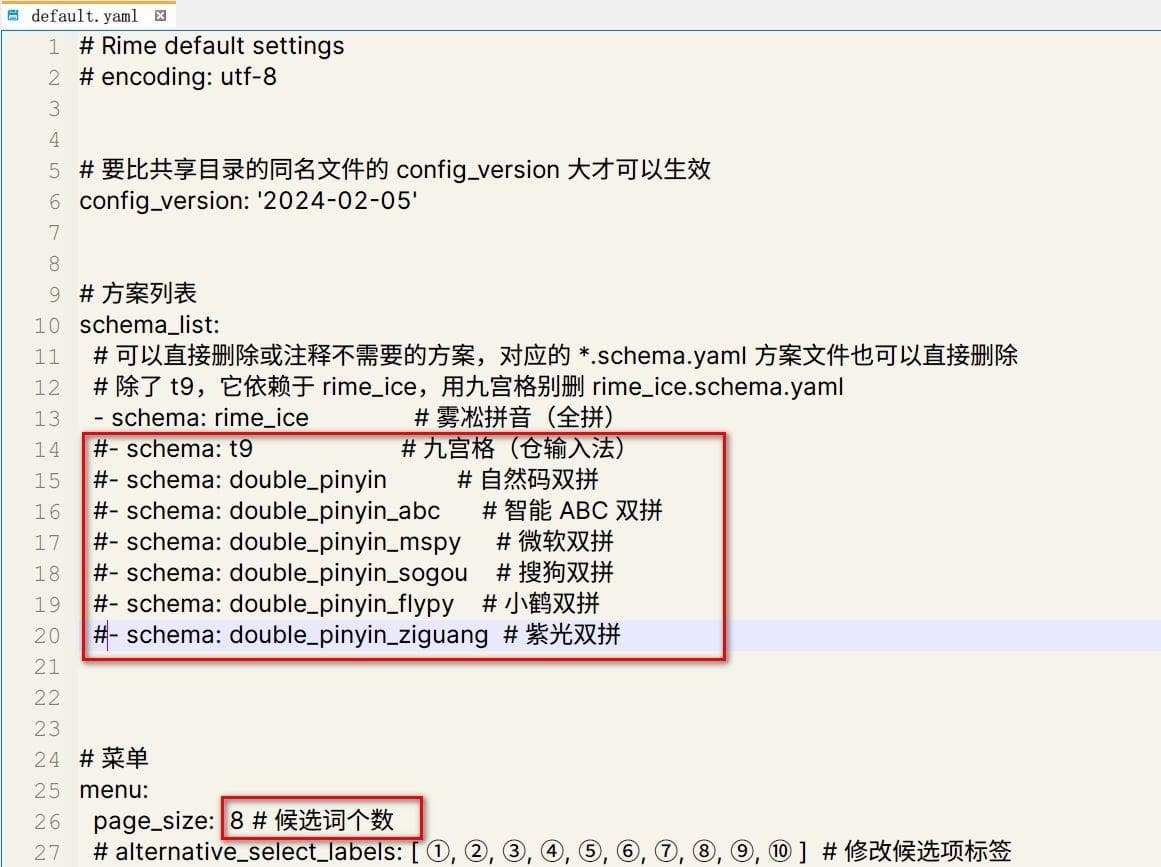 default.yaml
1 # Rime default settings
2 # encoding: utf-8
3
4
5 # 要比共享目录的同名文件的 config_version 大才可以生效
6 config_version: '2024-02-05'
7
8
9 # 方案列表
10 schema_list:
11 # 可以直接删除或注释不需要的方案，对应的 *.schema.yaml 方案文件也可以直接删除
12 # 除了 t9，它依赖于 rime_ice，用九宫格别删 rime_ice.schema.yaml
13 - schema: rime_ice # 雾凇拼音（全拼）
14 #- schema: t9 # 九宫格（仓输入法）
15 #- schema: double_pinyin # 自然码双拼
16 #- schema: double_pinyin_abc # 智能 ABC 双拼
17 #- schema: double_pinyin_mspy # 微软双拼
18 #- schema: double_pinyin_sogou # 搜狗双拼
19 #- schema: double_pinyin_flypy # 小鹤双拼
20 #- schema: double_pinyin_ziguang # 紫光双拼
21
22
23
24 # 菜单
25 menu:
26 page_size: 8 # 候选词个数
27 # alternative_select_labels: [ ①, ②, ③, ④, ⑤, ⑥, ⑦, ⑧, ⑨, ⑩ ] # 修改候选项标签